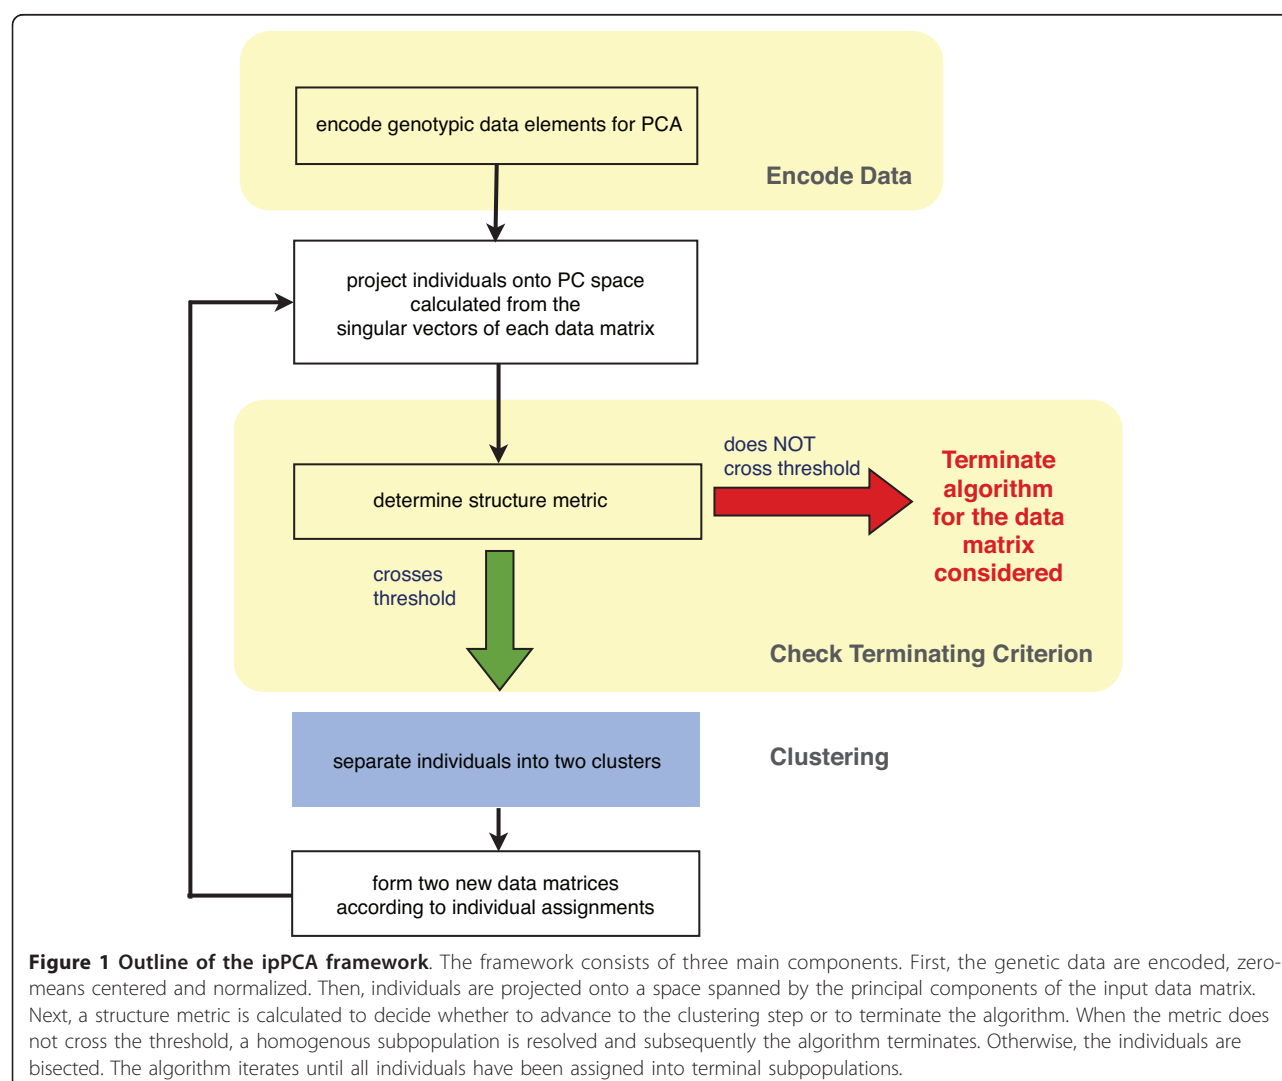 encode genotypic data elements for PCA
Encode Data
project individuals onto PC space
calculated from the
singular vectors of each data matrix
does NOT
cross threshold
Terminate
algorithm
for the data
matrix
considered
determine structure metric
crosses
threshold
Check Terminating Criterion
separate individuals into two clusters
Clustering
form two new data matrices
according to individual assignments
Figure 1 Outline of the ipPCA framework. The framework consists of three main components. First, the genetic data are encoded, zero-
means centered and normalized. Then, individuals are projected onto a space spanned by the principal components of the input data matrix.
Next, a structure metric is calculated to decide whether to advance to the clustering step or to terminate the algorithm. When the metric does
not cross the threshold, a homogenous subpopulation is resolved and subsequently the algorithm terminates. Otherwise, the individuals are
bisected. The algorithm iterates until all individuals have been assigned into terminal subpopulations.